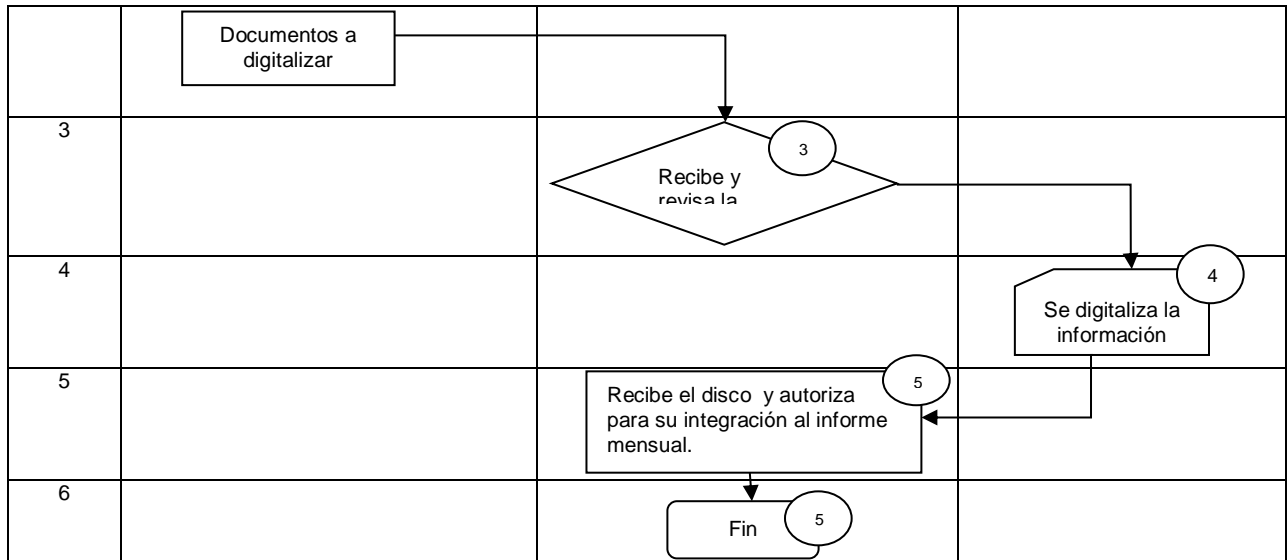 Documentos a
digitalizar
3
3
Recibe y
revisa la
4
4
Se digitaliza la
información
5
5
Recibe el disco y autoriza
para su integración al informe
mensual.
6
Fin
5